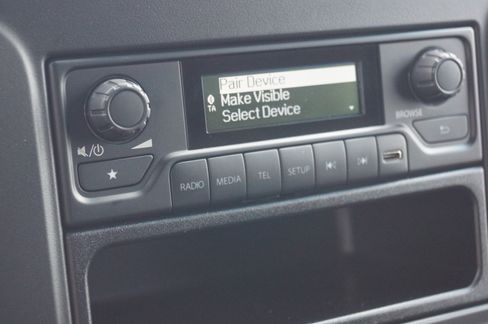 Pair Device
Make Visible
TA
Select Device
BROWSE
RADIO
MEDIA
TEL
SETUP